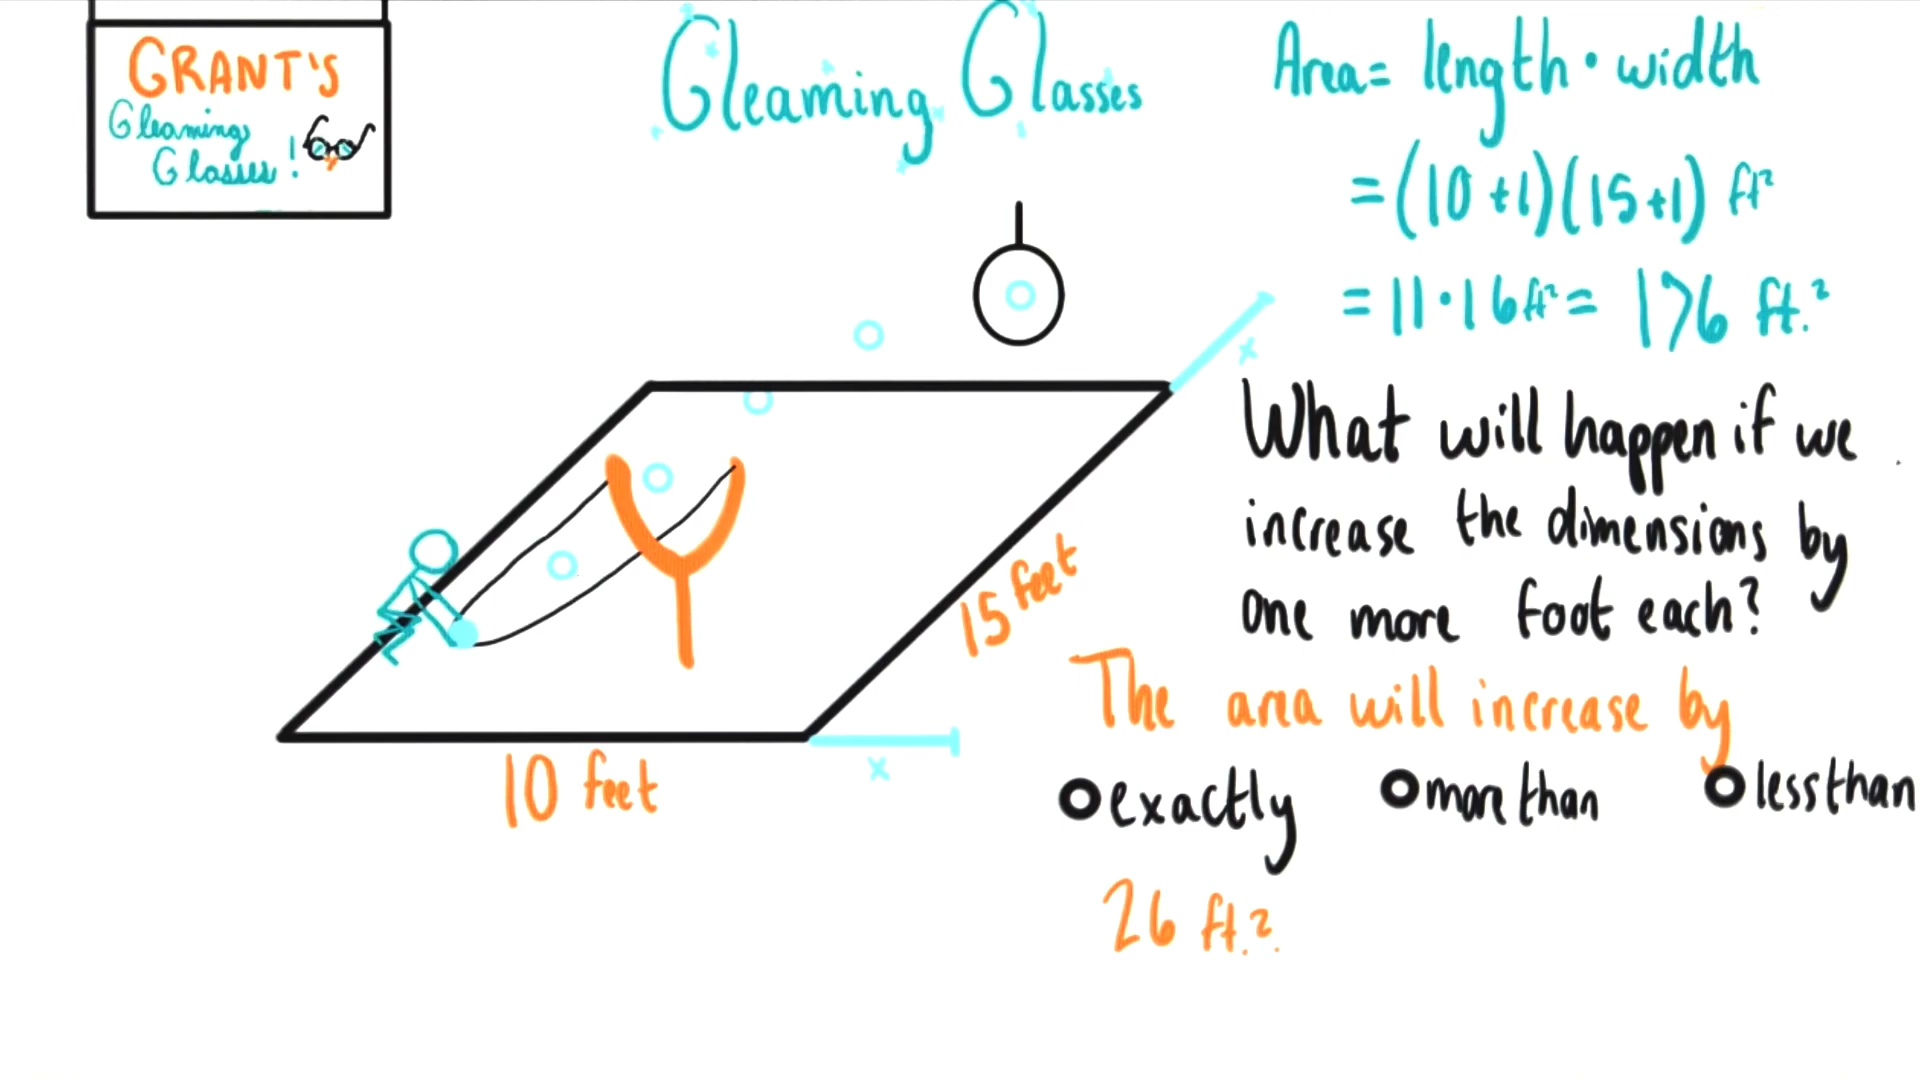 GRANT'S
Gleaming
Glasses!
Gleaming Glasses
Area= length · width
=(10+1)(15+1) ft²
=11·16ft²= 176 ft.²
x
What will happen if we
increase the dimensions by
one more foot each?
15 feet
The area will increase by
10 feet
x
exactly more than less than
26 ft.².